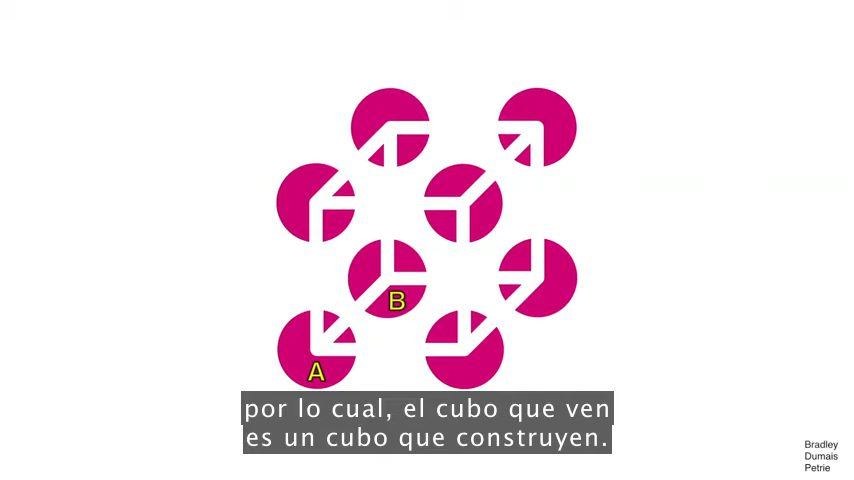 B
A
por lo cual, el cubo que ven
es un cubo que construyen.
Bradley
Dumais
Petrie